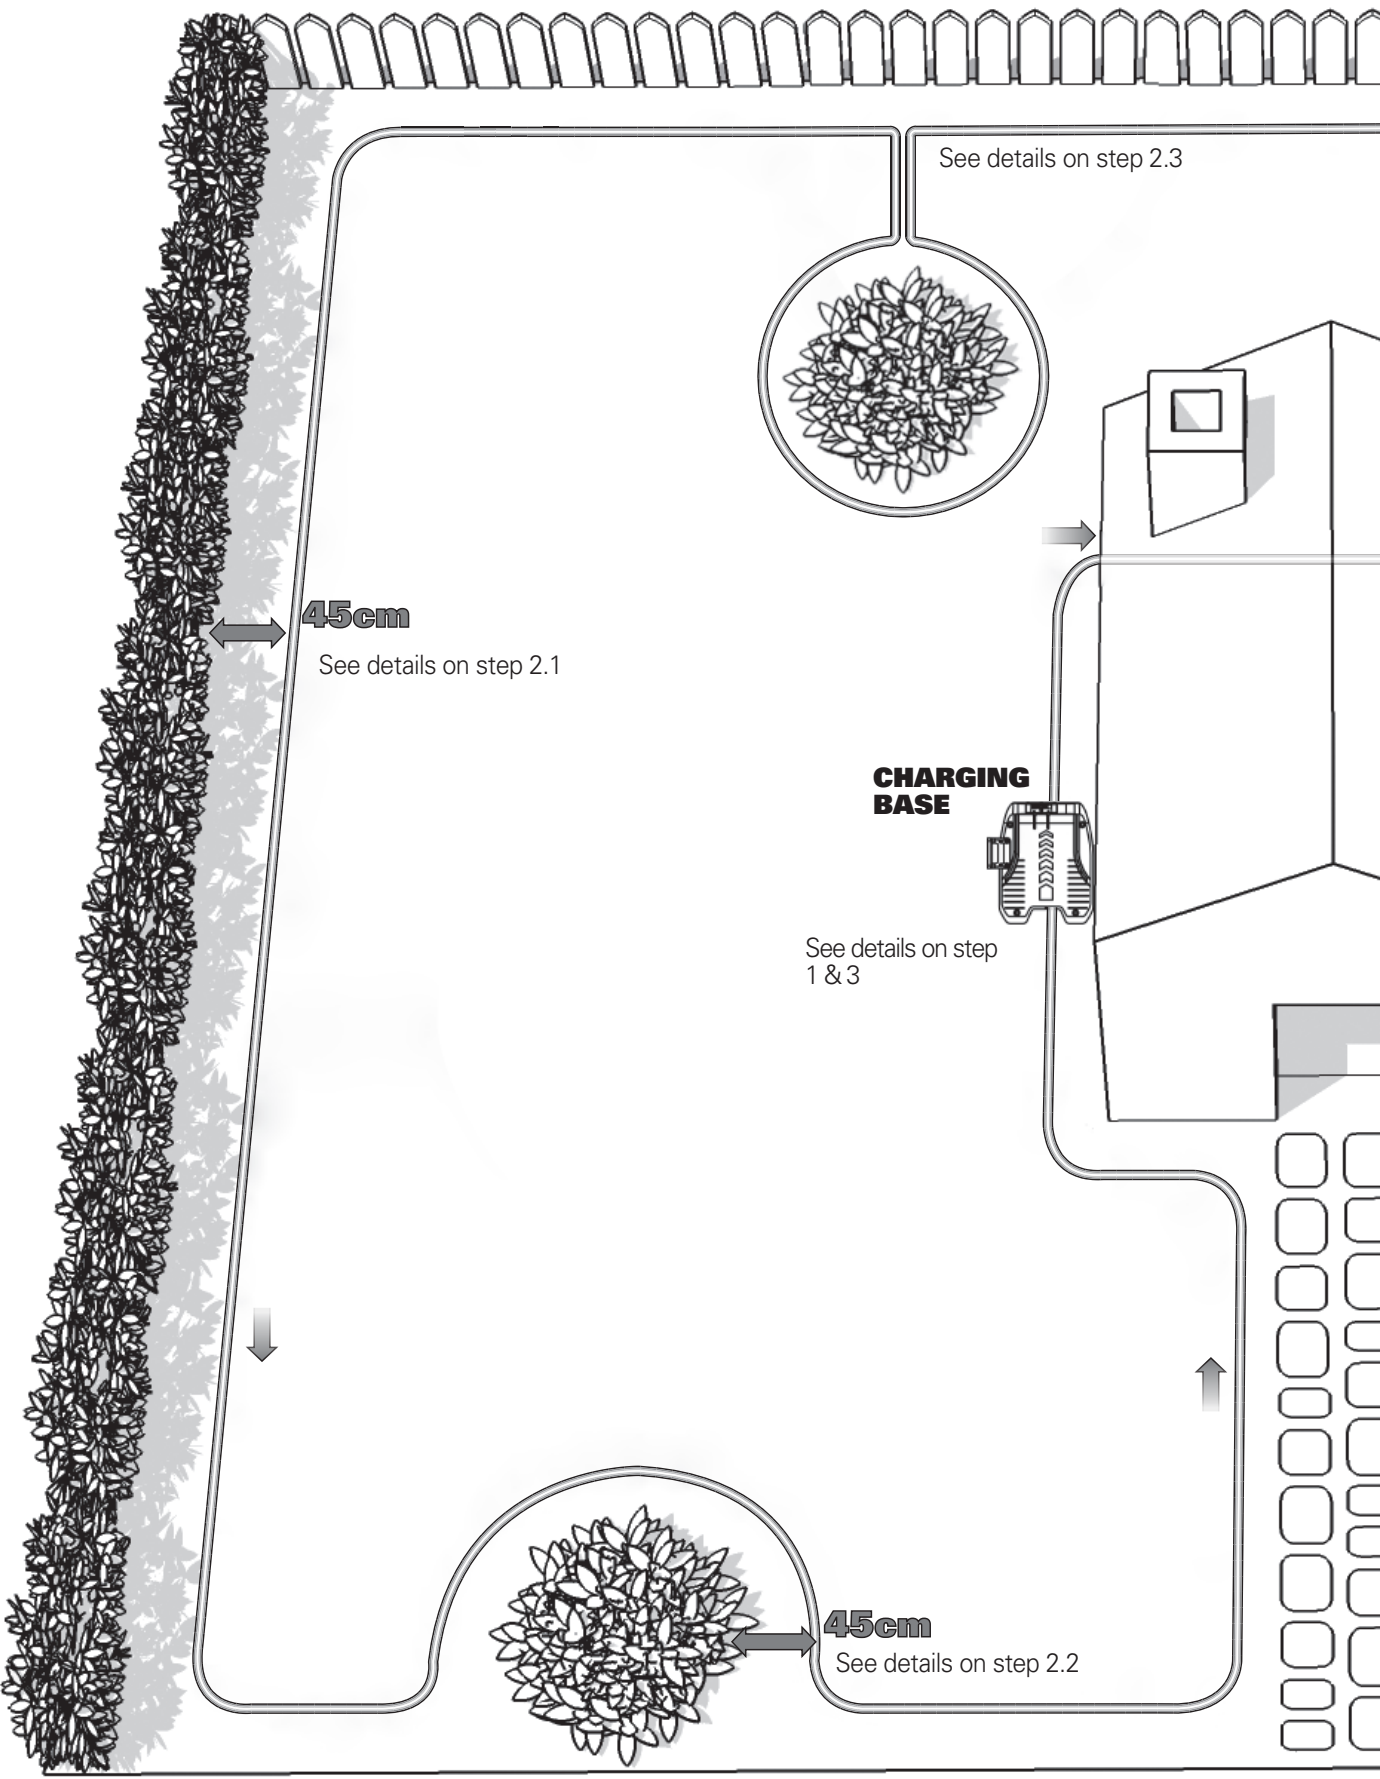 See details on step 2.3
45cm
See details on step 2.1
CHARGING
BASE
See details on step
1 & 3
45cm
See details on step 2.2